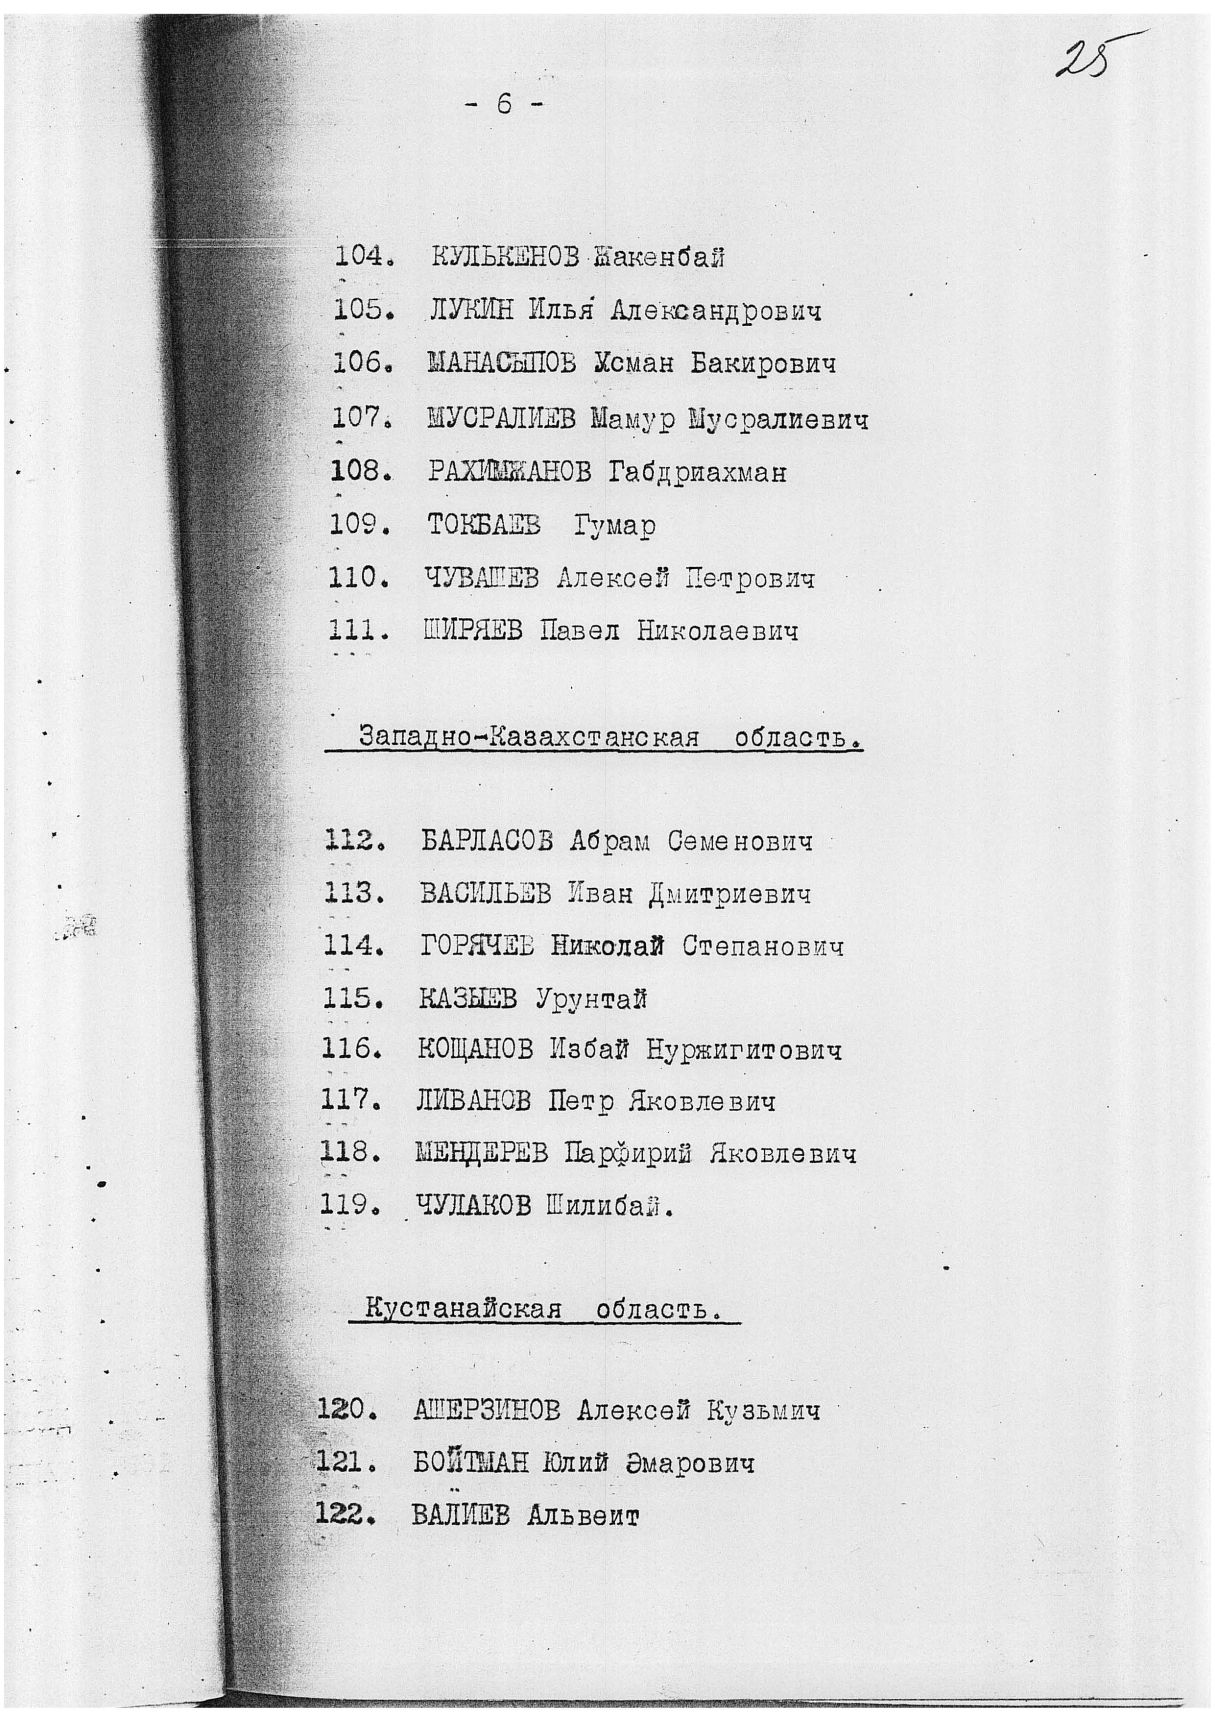 25
- 6 -
104. КУЛЬКЕНОВ Жакенбай
105. ЛУКИН Илья Александрович
106. МАНАСЫПОВ Усман Бакирович
107. МУСРАЛИЕВ Мамур Мусралиевич
108. РАХИМЖАНОВ Габдриахман
109. ТОКБАЕВ Гумар
110. ЧУВАШЕВ Алексей Петрович
111. ШИРЯЕВ Павел Николаевич
Западно-Казахстанская область.
112. БАРЛАСОВ Абрам Семенович
113. ВАСИЛЬЕВ Иван Дмитриевич
114. ГОРЯЧЕВ Николай Степанович
115. КАЗЫЕВ Урунтай
116. КОЩАНОВ Избай Нуржигитович
117. ЛИВАНОВ Петр Яковлевич
118. МЕНДЕРЕВ Парфирий Яковлевич
119. ЧУЛАКОВ Шилибай.
Кустанайская область.
120. АШЕРЗИНОВ Алексей Кузьмич
121. БОЙТМАН Юлий Эмарович
122. ВАЛИЕВ Альвеит